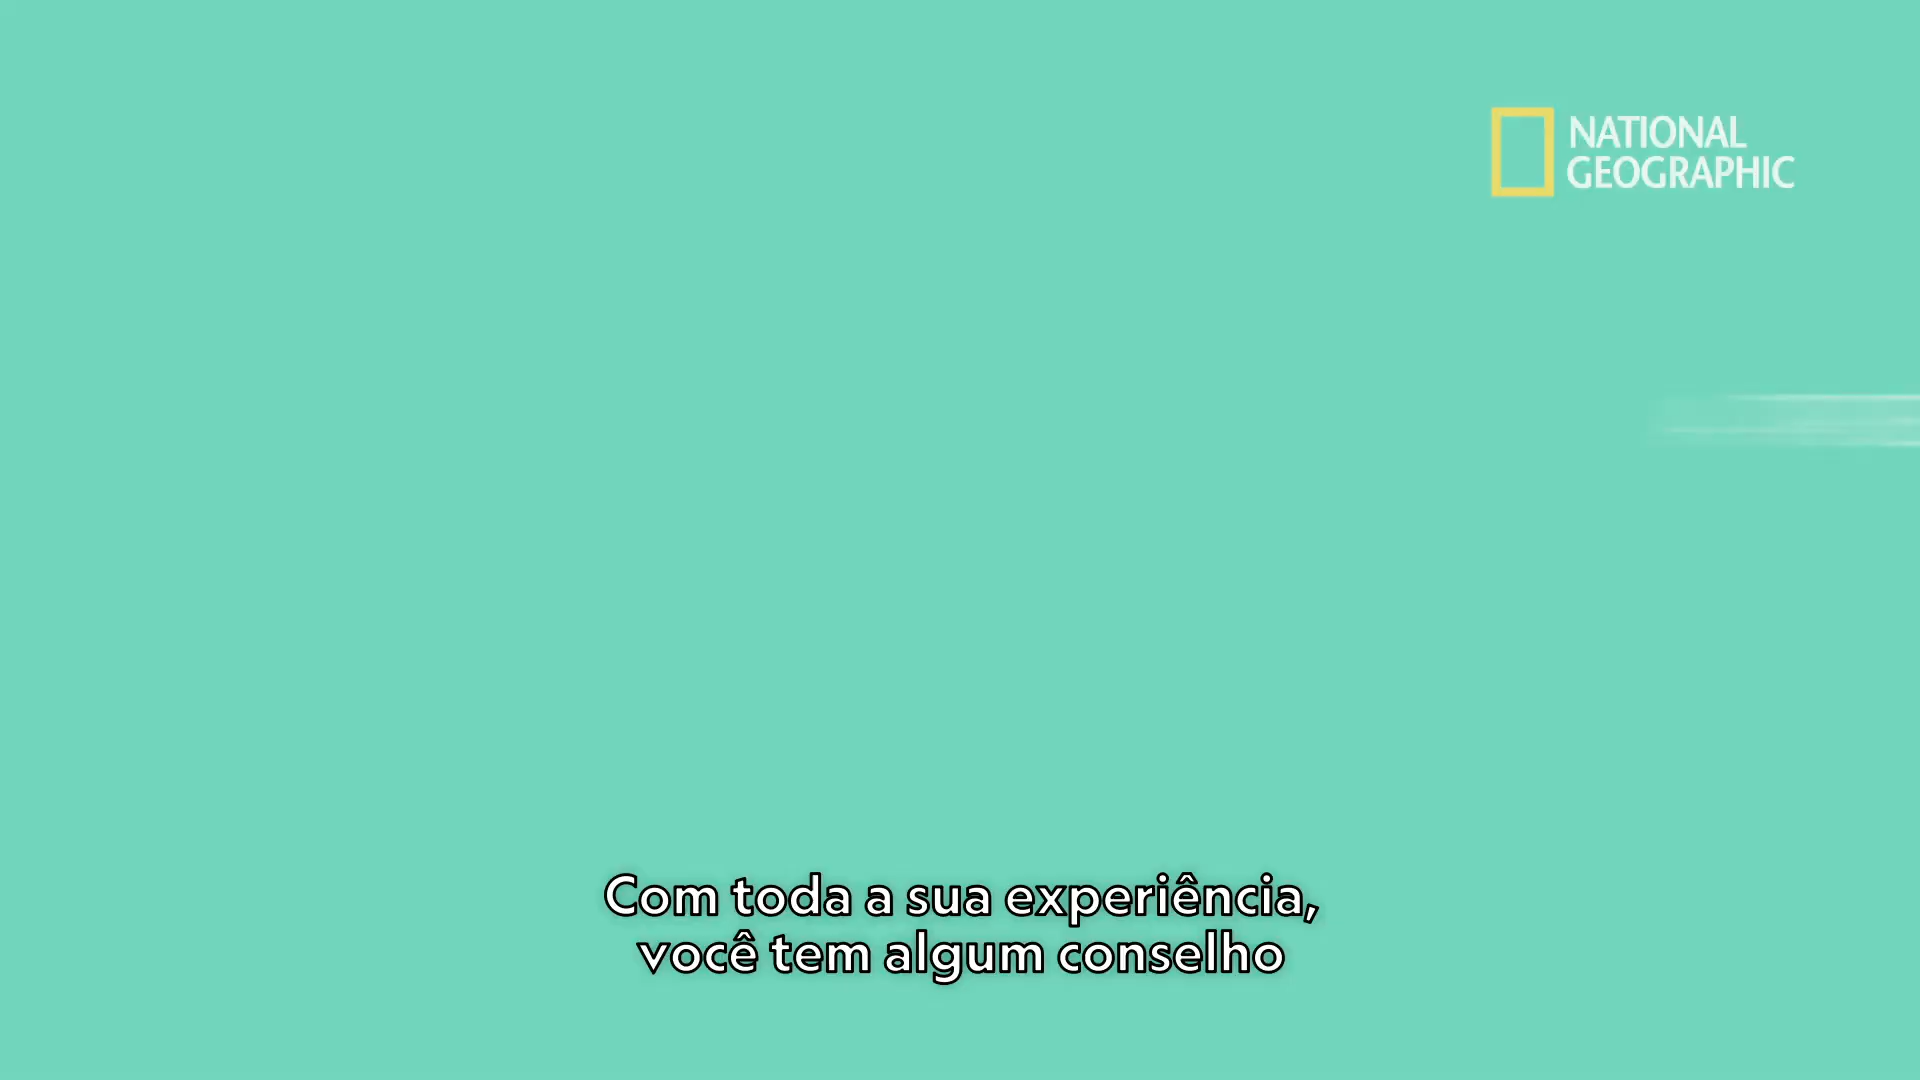 NATIONAL
GEOGRAPHIC
Com toda a sua experiência,
você tem algum conselho